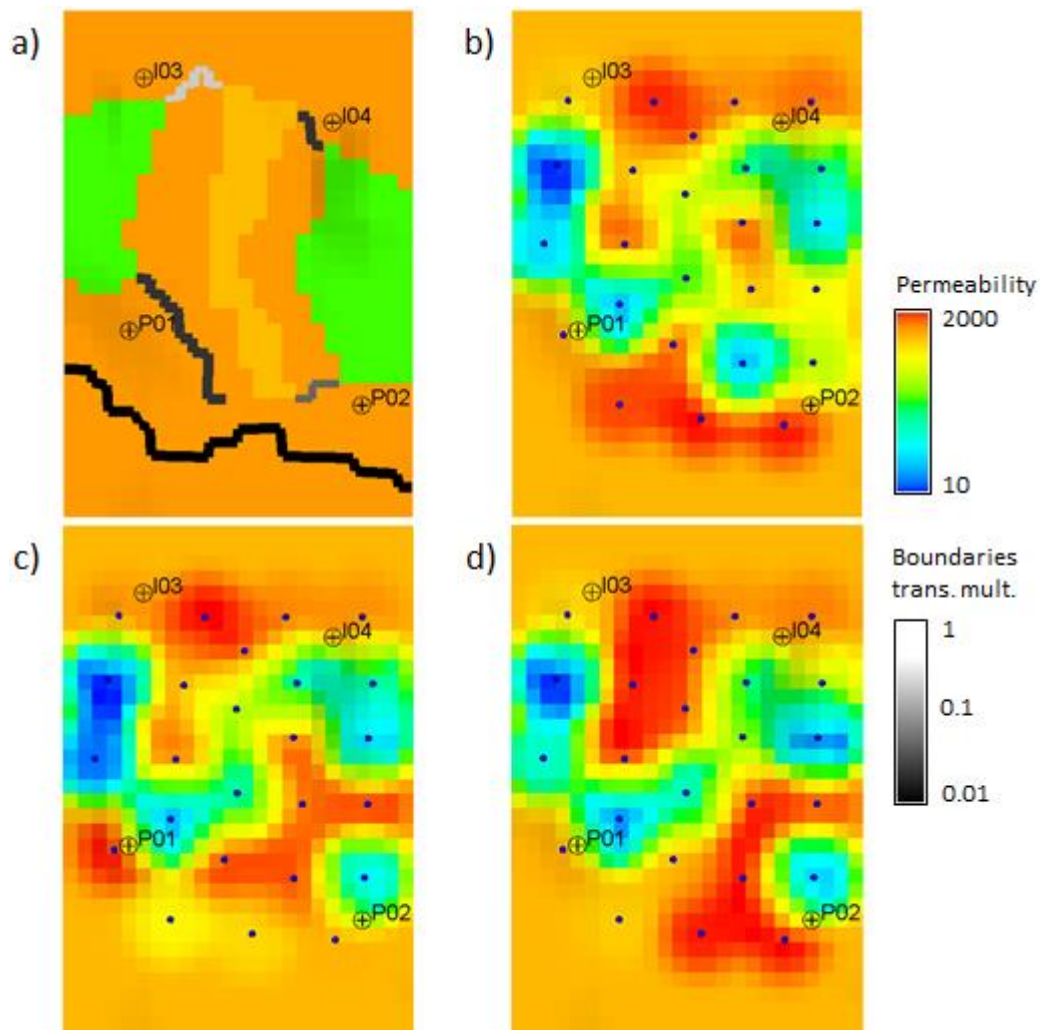 a)
I03
I04
P01
P02
b)
I03
I04
P01
P02
Permeability
2000
10
c)
I03
I04
P01
P02
d)
I03
I04
P01
P02
Boundaries
trans. mult.
1
0.1
0.01